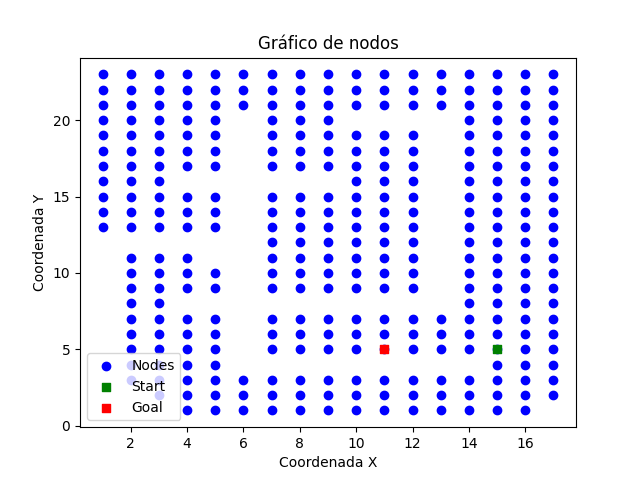 Gráfico de nodos
Coordenada Y
20
15
10
5
0
Nodes
Start
Goal
2 4 6 8 10 12 14 16
Coordenada X